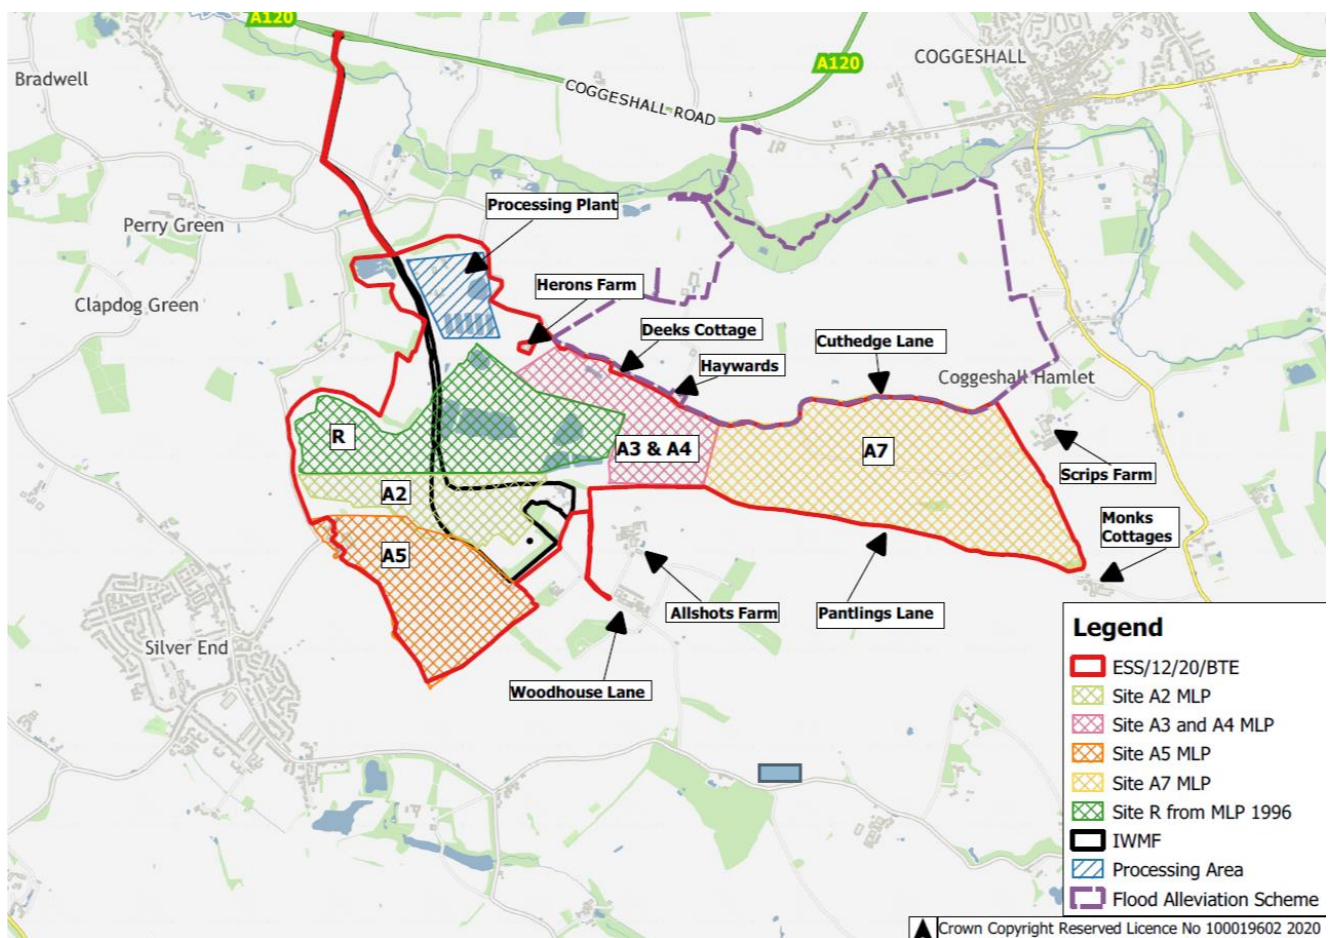 A120
Bradwell
COGGESHALL
A120
COGGESHALL ROAD
Processing Plant
Perry Green
Herons Farm
Clapdog Green
Deeks Cottage
Cuthedge Lane
Haywards
Coggeshall Hamlet
R
A3 & A4
A7
Scrips Farm
A2
Monks
Cottages
A5
Allshots Farm
Pantlings Lane
Silver End
Woodhouse Lane
Legend
ESS/12/20/BTE
Site A2 MLP
Site A3 and A4 MLP
Site A5 MLP
Site A7 MLP
Site R from MLP 1996
IWMF
Processing Area
Flood Alleviation Scheme
Crown Copyright Reserved Licence No 100019602 2020